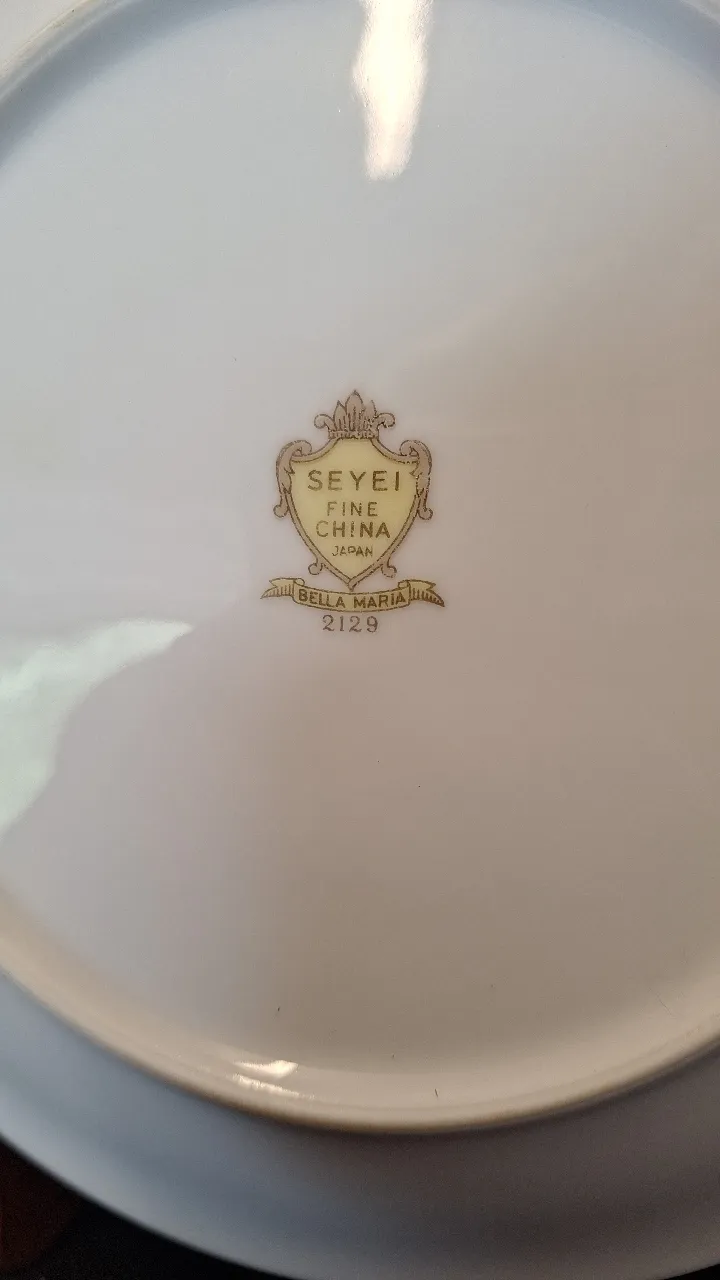 SEYEI
FINE
CHINA
JAPAN
BELLA MARIA
2129